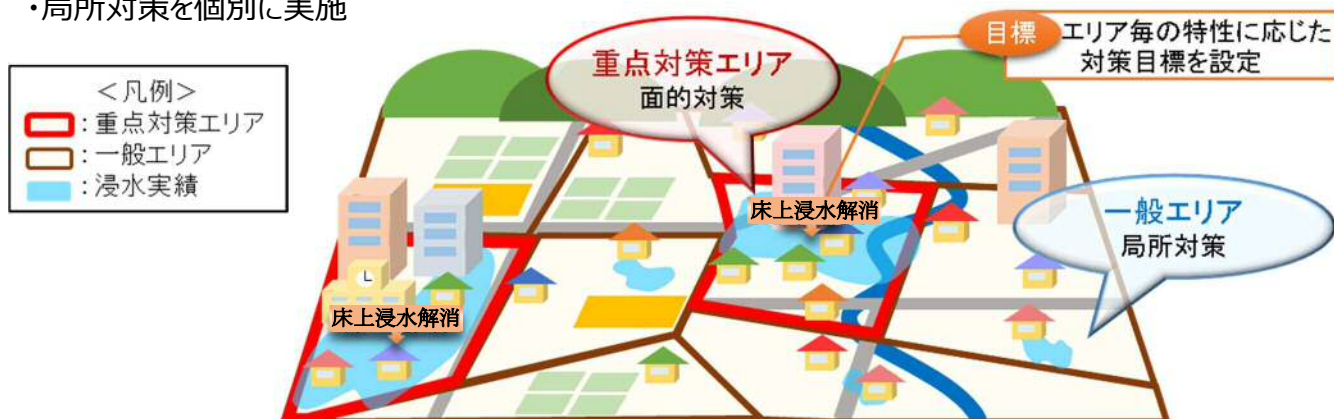 ・局所対策を個別に実施
＜凡例＞
：重点対策エリア
：一般エリア
：浸水実績
重点対策エリア
面的対策
目標
エリア毎の特性に応じた
対策目標を設定
床上浸水解消
一般エリア
局所対策
床上浸水解消